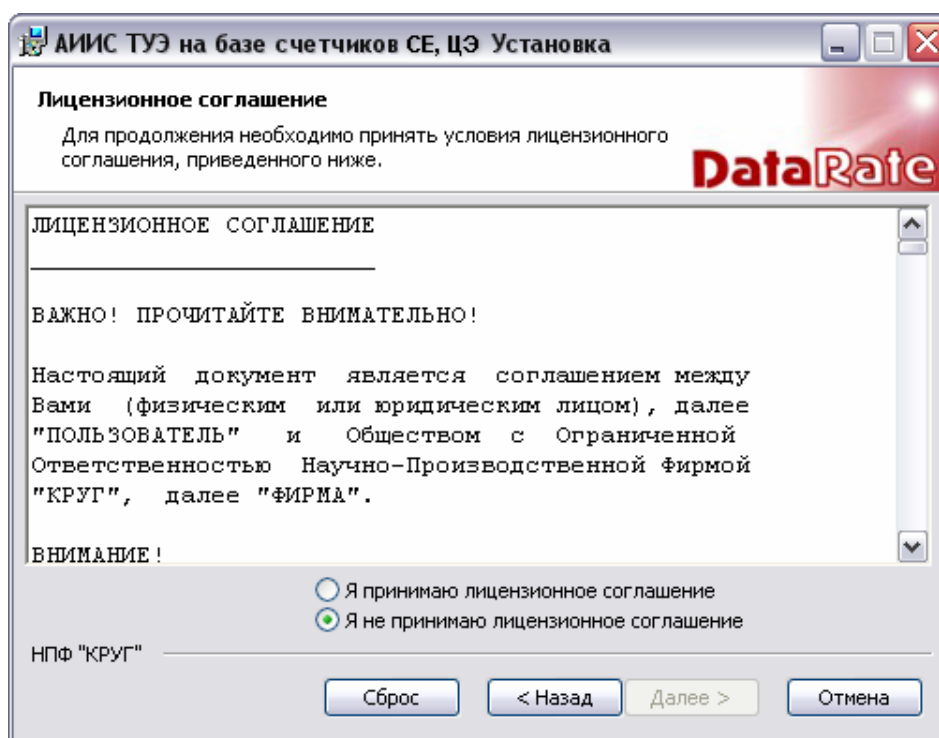 АИИС ТУЭ на базе счетчиков СЕ, ЦЭ Установка
Лицензионное соглашение
Для продолжения необходимо принять условия лицензионного
соглашения, приведенного ниже.
DataRate
ЛИЦЕНЗИОННОЕ СОГЛАШЕНИЕ
ВАЖНО! ПРОЧИТАЙТЕ ВНИМАТЕЛЬНО!
Настоящий документ является соглашением между
Вами (физическим или юридическим лицом), далее
"ПОЛЬЗОВАТЕЛЬ" и Обществом с Ограниченной
Ответственностью Научно-Производственной Фирмой
"КРУГ", далее "ФИРМА".
ВНИМАНИЕ!
Я принимаю лицензионное соглашение
Я не принимаю лицензионное соглашение
НПФ "КРУГ"
Сброс < Назад Далее > Отмена